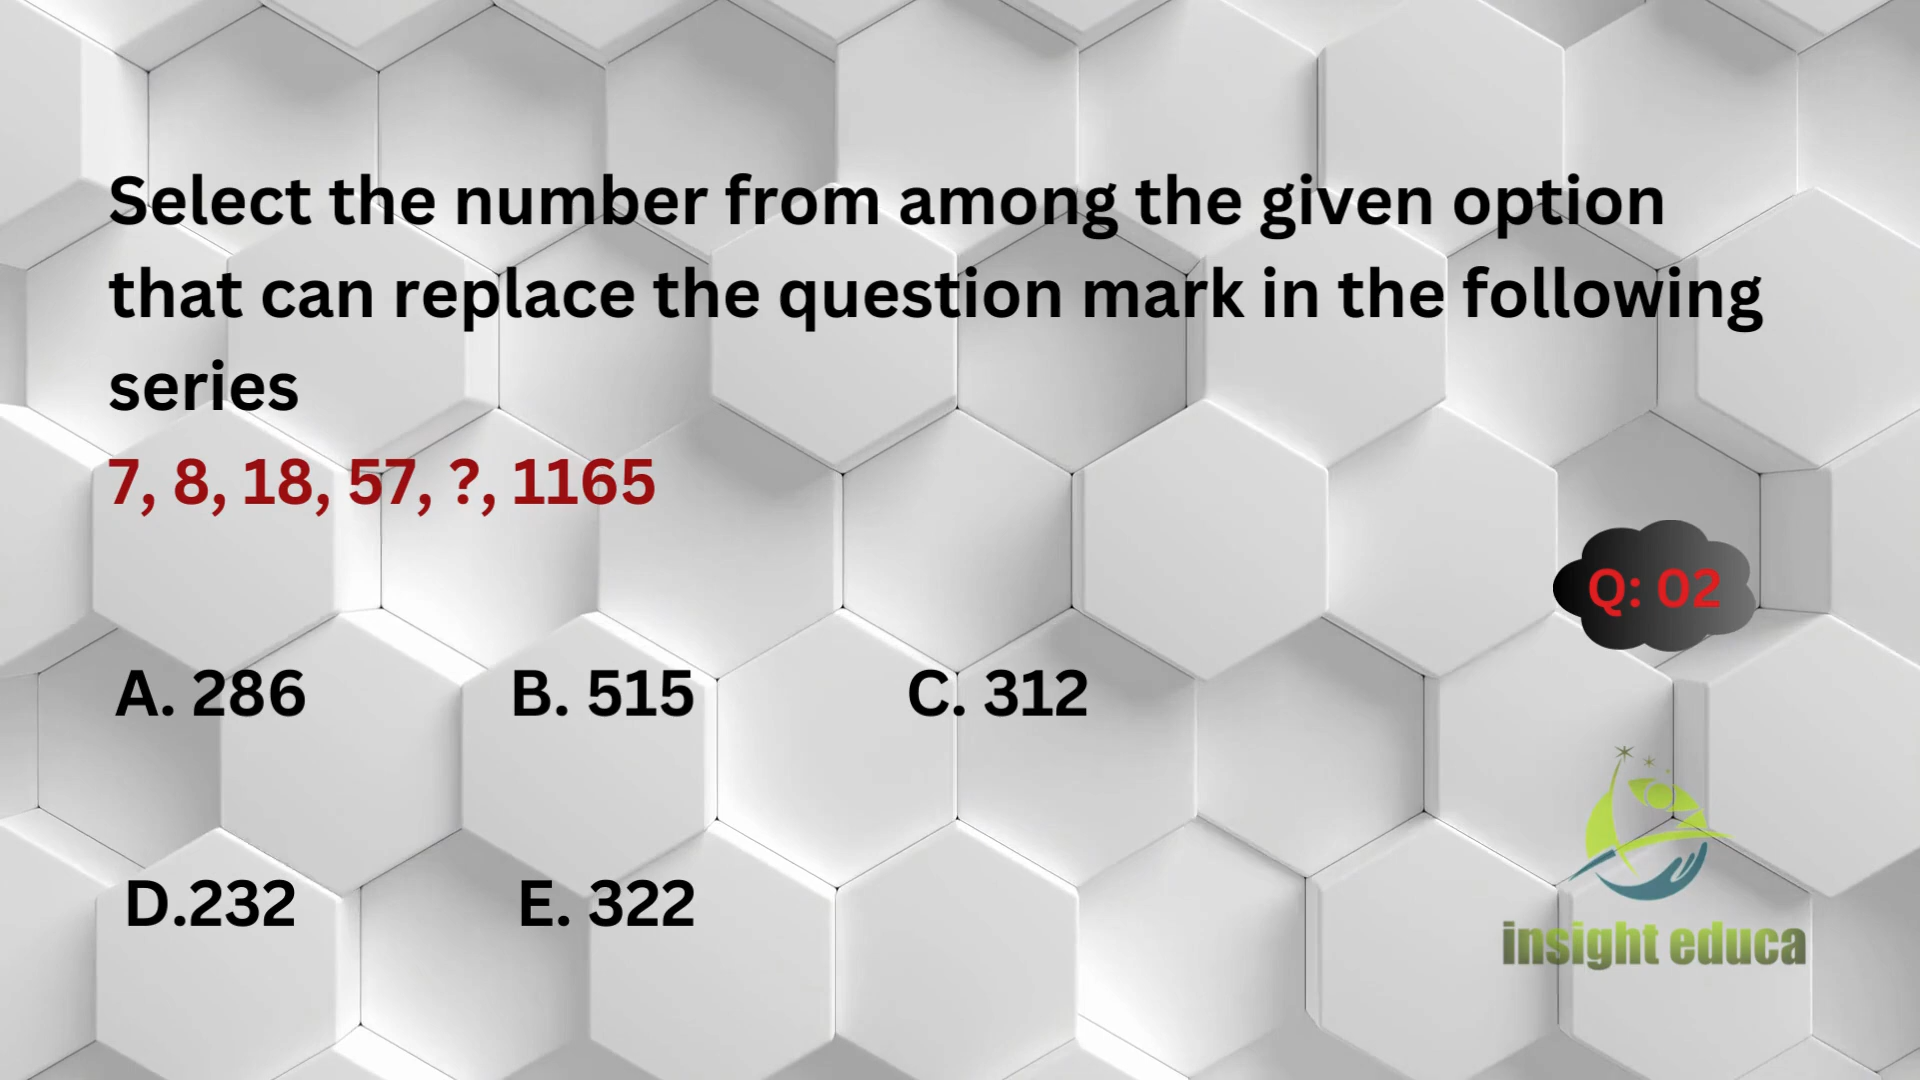 Select the number from among the given option
that can replace the question mark in the following
series
7, 8, 18, 57, ?, 1165
Q: 02
A. 286 B. 515 C. 312
D.232 E. 322
insight educa